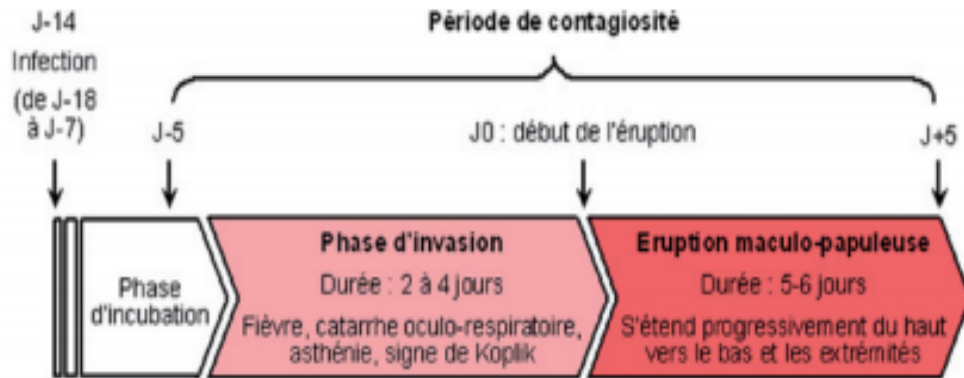 J-14
Infection
(de J-18
à J-7)
Période de contagiosité
J-5
J0 : début de l'éruption
J+5
Phase
d'incubation
Phase d'invasion
Durée : 2 à 4 jours
Fièvre, catarrhe oculo-respiratoire,
asthénie, signe de Koplik
Eruption maculo-papuleuse
Durée : 5-6 jours
S'étend progressivement du haut
vers le bas et les extrémités